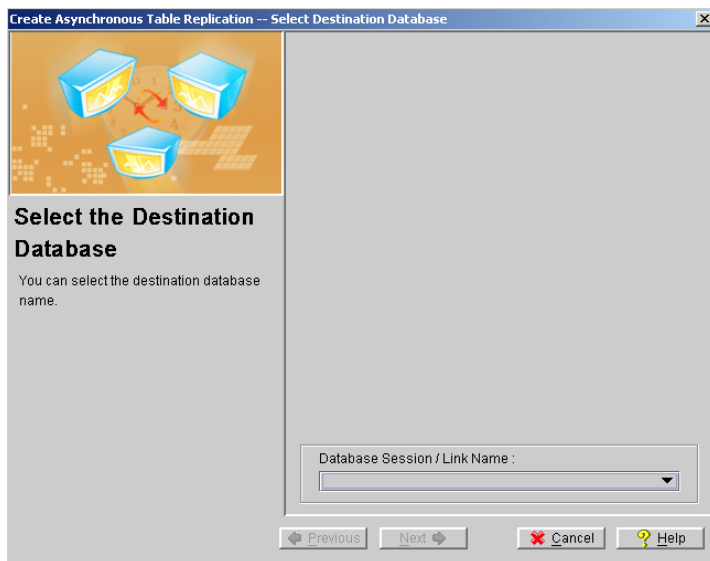 Create Asynchronous Table Replication -- Select Destination Database
Select the Destination
Database
You can select the destination database
name.
Database Session / Link Name :
Previous
Next
Cancel
Help